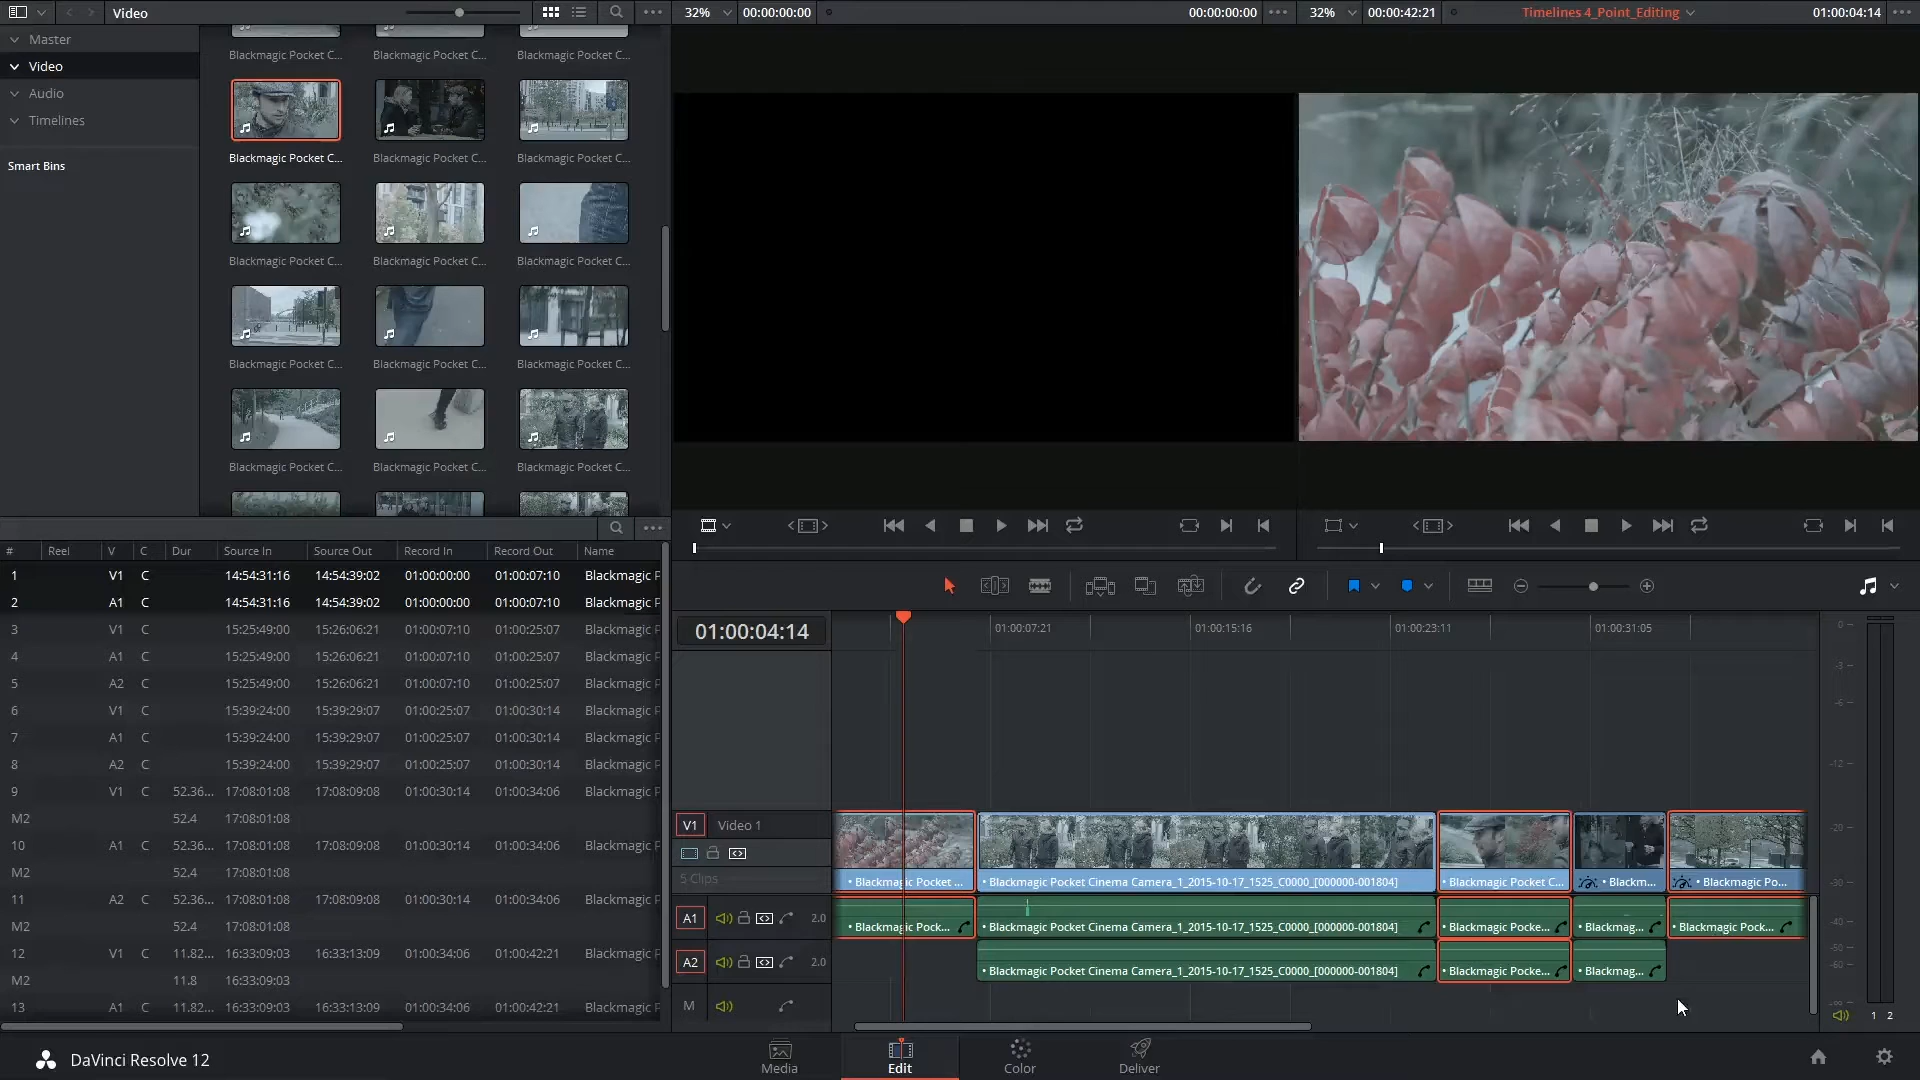 Video
32%
00:00:00:00
00:00:00:00
32%
00:00:42:21
Timelines 4_Point_Editing
01:00:04:14
Master
Video
Audio
Timelines
Smart Bins
Blackmagic Pocket C... Blackmagic Pocket C... Blackmagic Pocket C...
Blackmagic Pocket C... Blackmagic Pocket C... Blackmagic Pocket C...
Blackmagic Pocket C... Blackmagic Pocket C... Blackmagic Pocket C...
Blackmagic Pocket C... Blackmagic Pocket C... Blackmagic Pocket C...
Blackmagic Pocket C... Blackmagic Pocket C... Blackmagic Pocket C...
# Reel V C Dur Source In Source Out Record In Record Out Name
1 V1 C 14:54:31:16 14:54:39:02 01:00:00:00 01:00:07:10 Blackmagic P
2 A1 C 14:54:31:16 14:54:39:02 01:00:00:00 01:00:07:10 Blackmagic P
3 V1 C 15:25:49:00 15:26:06:21 01:00:07:10 01:00:25:07 Blackmagic P
4 A1 C 15:25:49:00 15:26:06:21 01:00:07:10 01:00:25:07 Blackmagic P
5 A2 C 15:25:49:00 15:26:06:21 01:00:07:10 01:00:25:07 Blackmagic P
6 V1 C 15:39:24:00 15:39:29:07 01:00:25:07 01:00:30:14 Blackmagic P
7 A1 C 15:39:24:00 15:39:29:07 01:00:25:07 01:00:30:14 Blackmagic P
8 A2 C 15:39:24:00 15:39:29:07 01:00:25:07 01:00:30:14 Blackmagic P
9 V1 C 52.36... 17:08:01:08 17:08:09:08 01:00:30:14 01:00:34:06 Blackmagic P
M2 52.4 17:08:01:08
10 A1 C 52.36... 17:08:01:08 17:08:09:08 01:00:30:14 01:00:34:06 Blackmagic P
M2 52.4 17:08:01:08
11 A2 C 52.36... 17:08:01:08 17:08:09:08 01:00:30:14 01:00:34:06 Blackmagic P
M2 52.4 17:08:01:08
12 V1 C 11.82... 16:33:09:03 16:33:13:09 01:00:34:06 01:00:42:21 Blackmagic P
M2 11.8 16:33:09:03
13 A1 C 11.82... 16:33:09:03 16:33:13:09 01:00:34:06 01:00:42:21 Blackmagic P
01:00:04:14
01:00:07:21 01:00:15:16 01:00:23:11 01:00:31:05
V1 Video 1
5 Clips
Blackmagic Pocket ... Blackmagic Pocket Cinema Camera_1_2015-10-17_1525_C0000_[000000-001804] Blackmagic Pocket C... Blackm... Blackmagic Po...
A1 2.0
Blackmagic Pock... Blackmagic Pocket Cinema Camera_1_2015-10-17_1525_C0000_[000000-001804] Blackmagic Pocke... Blackmag... Blackmagic Pock...
A2 2.0
Blackmagic Pocket Cinema Camera_1_2015-10-17_1525_C0000_[000000-001804] Blackmagic Pocke... Blackmag...
M
0
-3
-6
-12
-20
-30
-40
-50
-60
1 2
DaVinci Resolve 12
Media
Edit
Color
Deliver